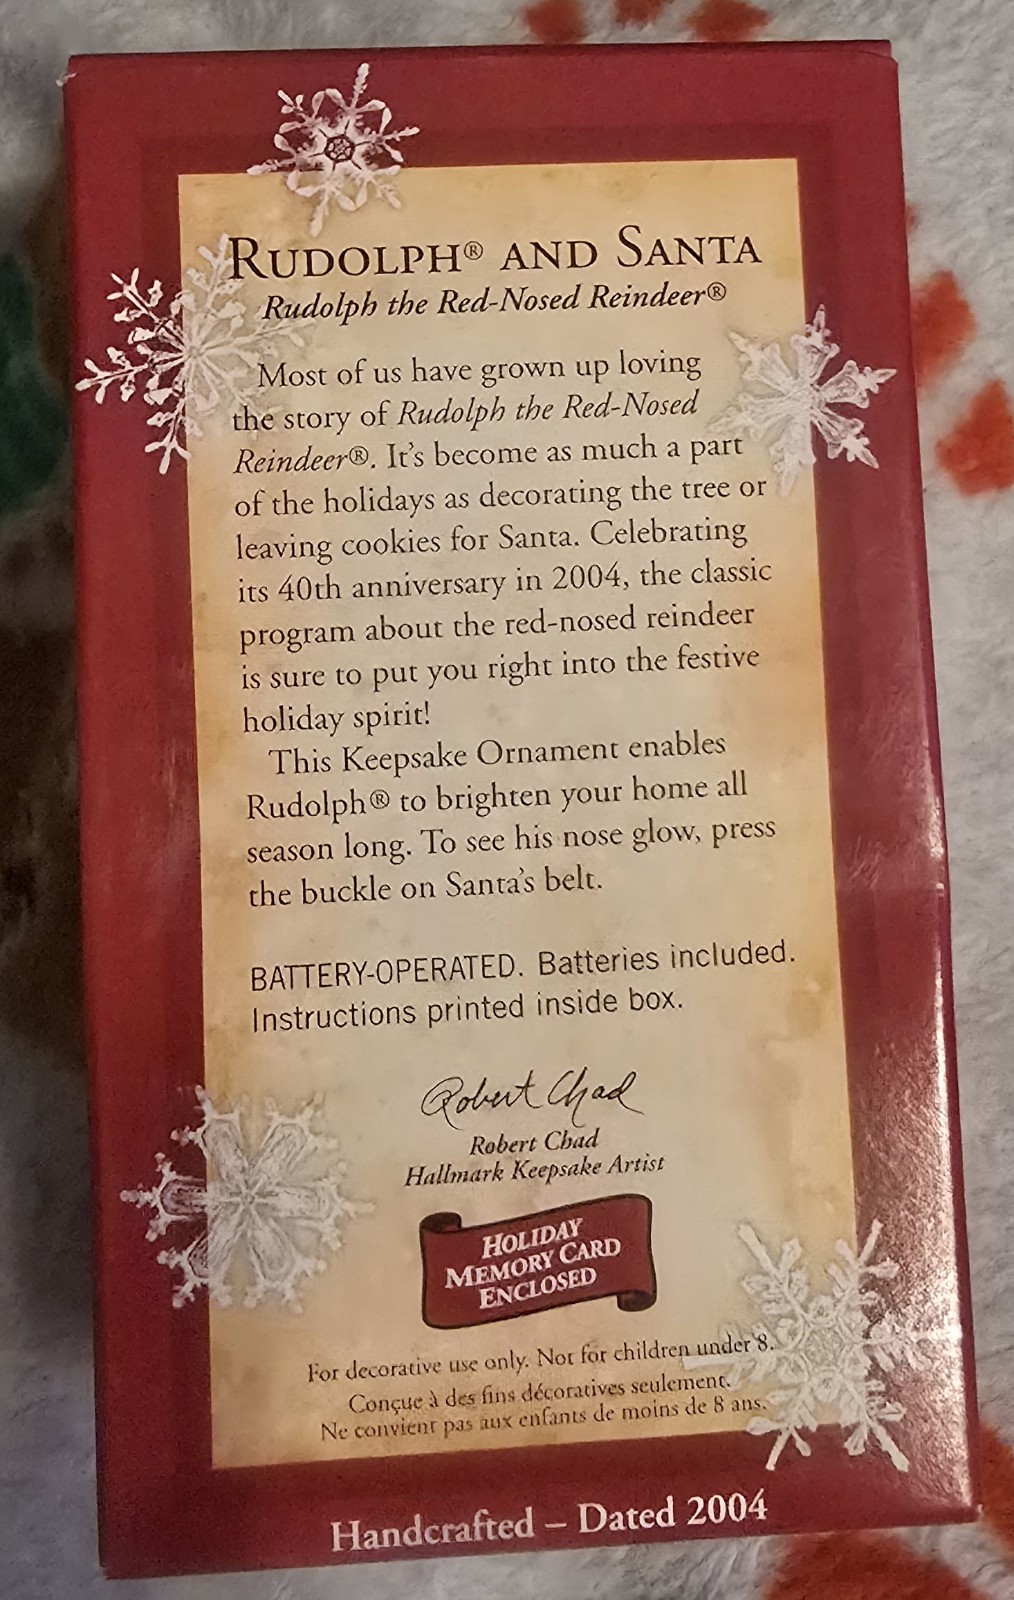 RUDOLPH® AND SANTA
Rudolph the Red-Nosed Reindeer®
Most of us have grown up loving
the story of Rudolph the Red-Nosed
Reindeer®. It's become as much a part
of the holidays as decorating the tree or
leaving cookies for Santa. Celebrating
its 40th anniversary in 2004, the classic
program about the red-nosed reindeer
is sure to put you right into the festive
holiday spirit!
This Keepsake Ornament enables
Rudolph® to brighten your home all
season long. To see his nose glow, press
the buckle on Santa's belt.
BATTERY-OPERATED. Batteries included.
Instructions printed inside box.
Robert Chad
Robert Chad
Hallmark Keepsake Artist
HOLIDAY
MEMORY CARD
ENCLOSED
For decorative use only. Not for children under 8.
Conçue à des fins décoratives seulement.
Ne convient pas aux enfants de moins de 8 ans.
Handcrafted – Dated 2004